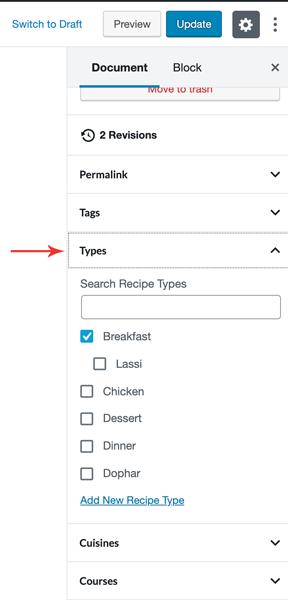 Switch to Draft Preview Update
Document Block
Move to trash
2 Revisions
Permalink
Tags
Types
Search Recipe Types
Breakfast
Lassi
Chicken
Dessert
Dinner
Dophar
Add New Recipe Type
Cuisines
Courses